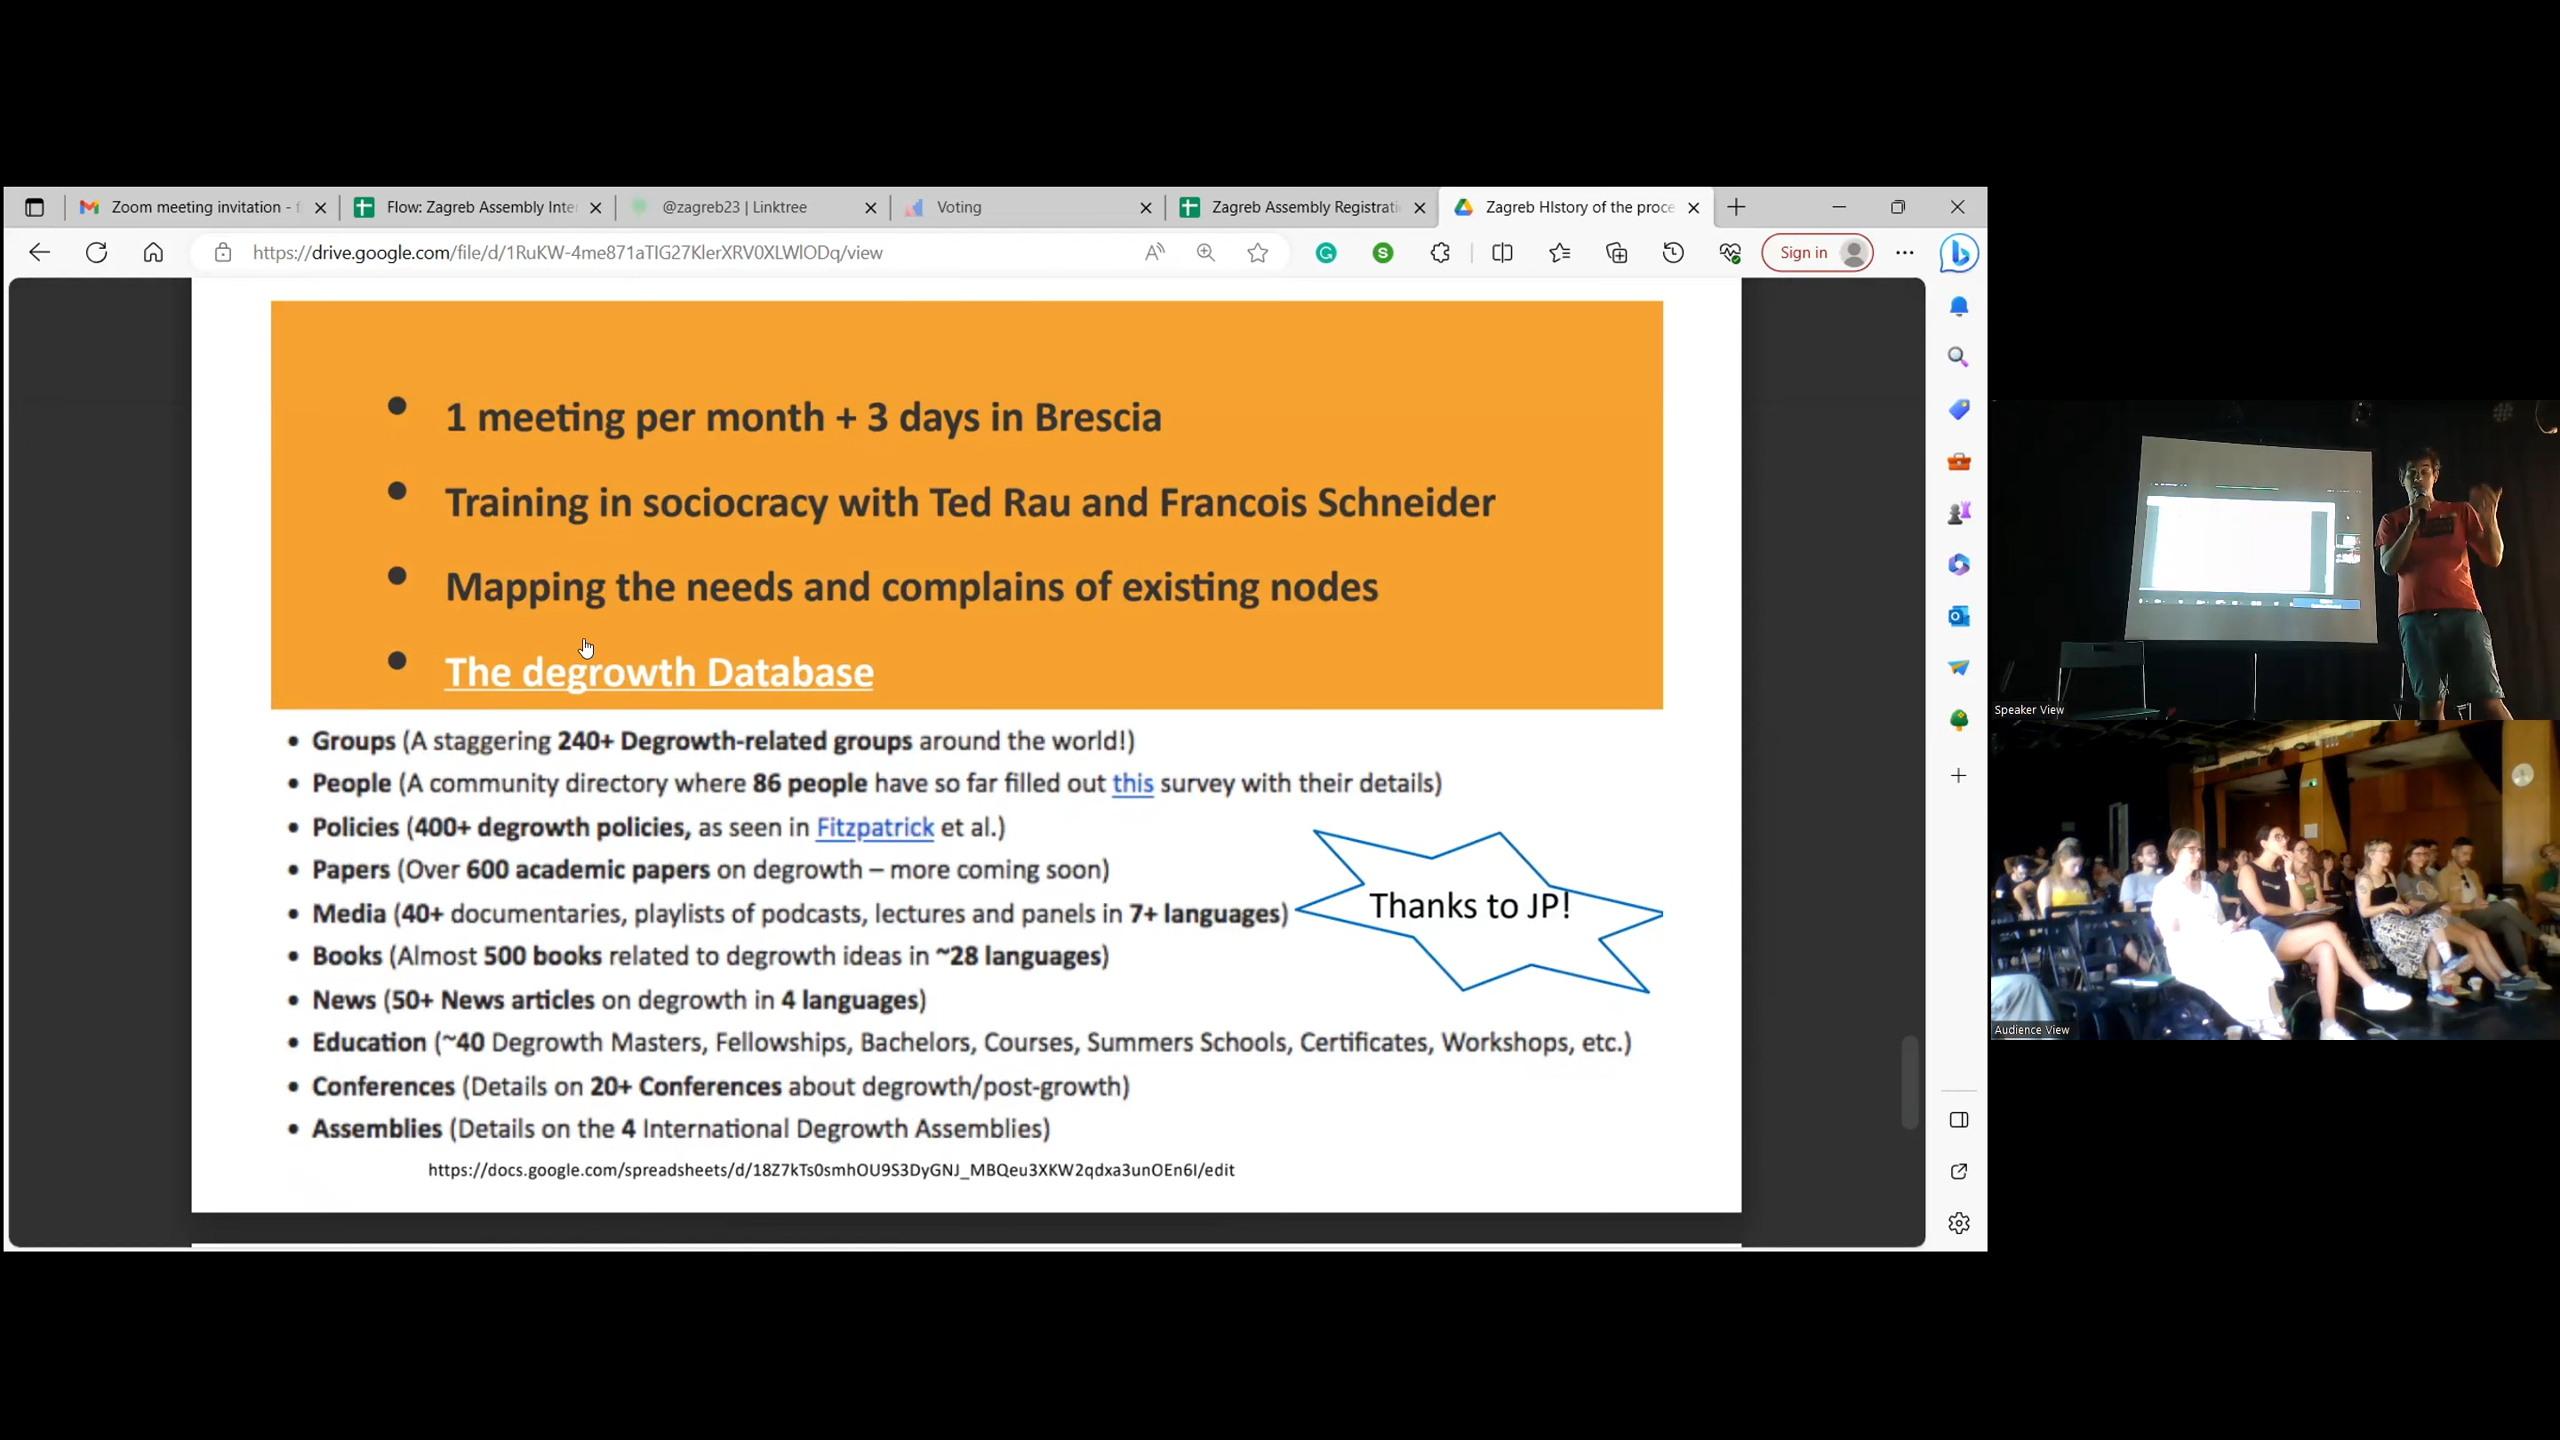 Zoom meeting invitation - f
Flow: Zagreb Assembly Inte
@zagreb23 | Linktree
Voting
Zagreb Assembly Registrati
Zagreb HIstory of the proce
https://drive.google.com/file/d/1RuKW-4me871aTIG27KlerXRV0XLWlODq/view
Sign in
• 1 meeting per month + 3 days in Brescia
• Training in sociocracy with Ted Rau and Francois Schneider
• Mapping the needs and complains of existing nodes
• The degrowth Database
• Groups (A staggering 240+ Degrowth-related groups around the world!)
• People (A community directory where 86 people have so far filled out this survey with their details)
• Policies (400+ degrowth policies, as seen in Fitzpatrick et al.)
• Papers (Over 600 academic papers on degrowth – more coming soon)
• Media (40+ documentaries, playlists of podcasts, lectures and panels in 7+ languages)
Thanks to JP!
• Books (Almost 500 books related to degrowth ideas in ~28 languages)
• News (50+ News articles on degrowth in 4 languages)
• Education (~40 Degrowth Masters, Fellowships, Bachelors, Courses, Summers Schools, Certificates, Workshops, etc.)
• Conferences (Details on 20+ Conferences about degrowth/post-growth)
• Assemblies (Details on the 4 International Degrowth Assemblies)
https://docs.google.com/spreadsheets/d/18Z7kTs0smhOU9S3DyGNJ_MBQeu3XKW2qdxa3unOEn6I/edit
Speaker View
Audience View